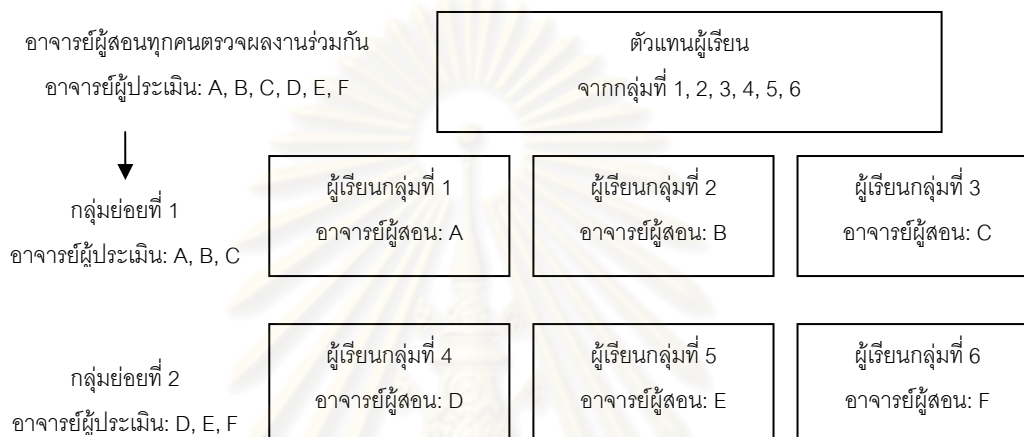 อาจารย์ผู้สอนทุกคนตรวจผลงานร่วมกัน
อาจารย์ผู้ประเมิน: A, B, C, D, E, F
ตัวแทนผู้เรียน
จากกลุ่มที่ 1, 2, 3, 4, 5, 6
กลุ่มย่อยที่ 1
อาจารย์ผู้ประเมิน: A, B, C
ผู้เรียนกลุ่มที่ 1
อาจารย์ผู้สอน: A
ผู้เรียนกลุ่มที่ 2
อาจารย์ผู้สอน: B
ผู้เรียนกลุ่มที่ 3
อาจารย์ผู้สอน: C
กลุ่มย่อยที่ 2
อาจารย์ผู้ประเมิน: D, E, F
ผู้เรียนกลุ่มที่ 4
อาจารย์ผู้สอน: D
ผู้เรียนกลุ่มที่ 5
อาจารย์ผู้สอน: E
ผู้เรียนกลุ่มที่ 6
อาจารย์ผู้สอน: F